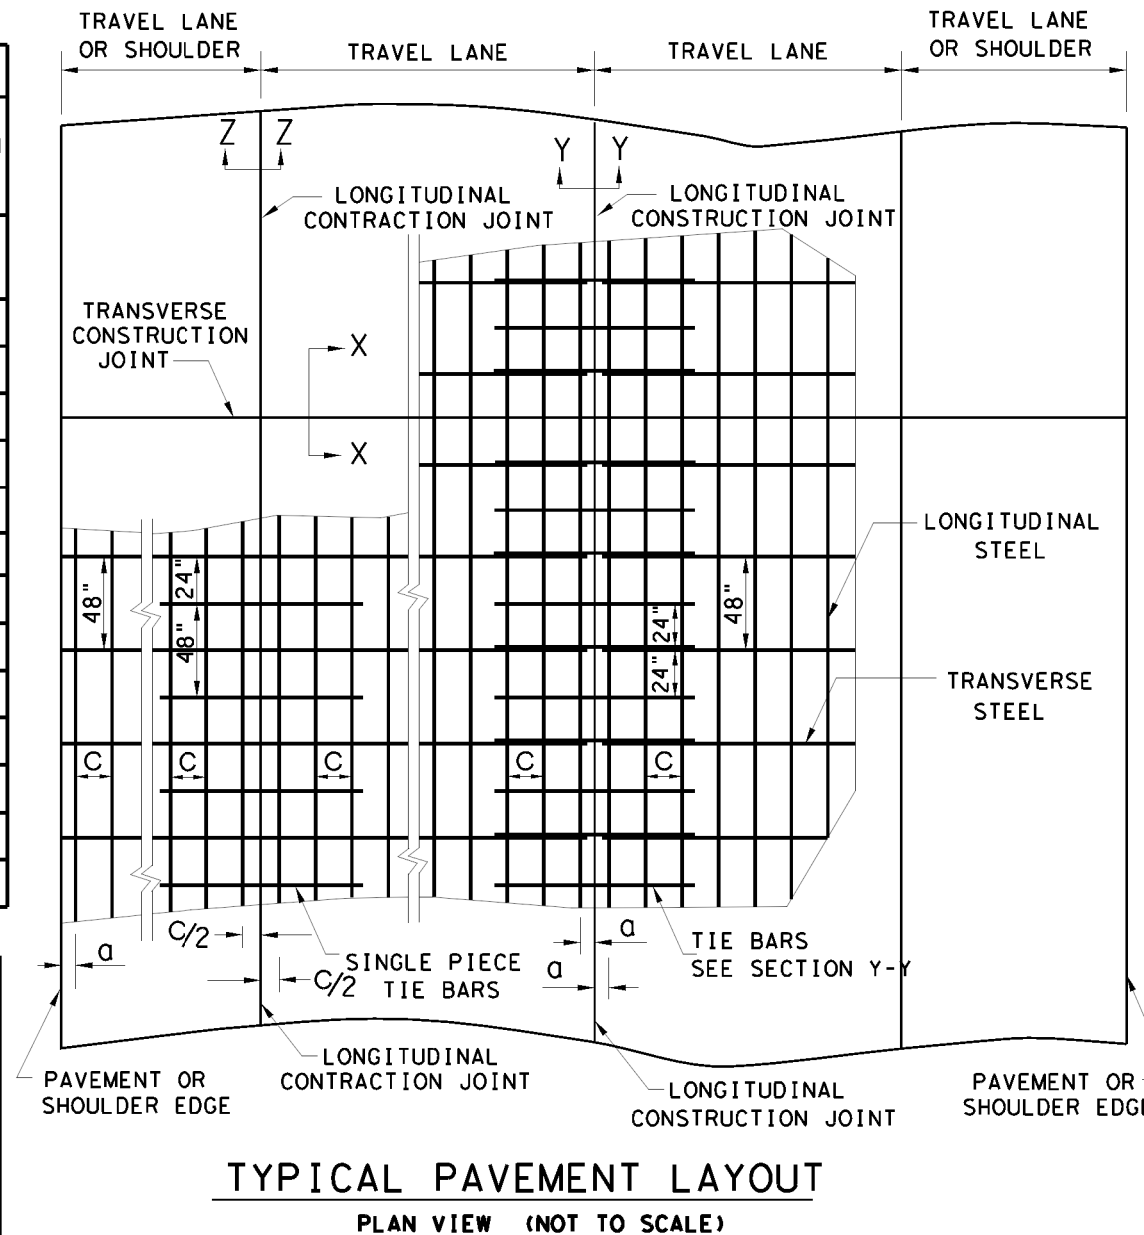 TRAVEL LANE
OR SHOULDER
TRAVEL LANE
TRAVEL LANE
TRAVEL LANE
OR SHOULDER
Z Z
Y Y
LONGITUDINAL
CONTRACTION JOINT
LONGITUDINAL
CONSTRUCTION JOINT
TRANSVERSE
CONSTRUCTION
JOINT
X
X
LONGITUDINAL
STEEL
48"
24"
48"
24"
24"
48"
TRANSVERSE
STEEL
C
C
C
C
C
C/2
a
C/2
SINGLE PIECE
TIE BARS
a
a
TIE BARS
SEE SECTION Y-Y
LONGITUDINAL
CONTRACTION JOINT
PAVEMENT OR
SHOULDER EDGE
LONGITUDINAL
CONSTRUCTION JOINT
PAVEMENT OR
SHOULDER EDGE
TYPICAL PAVEMENT LAYOUT
PLAN VIEW (NOT TO SCALE)